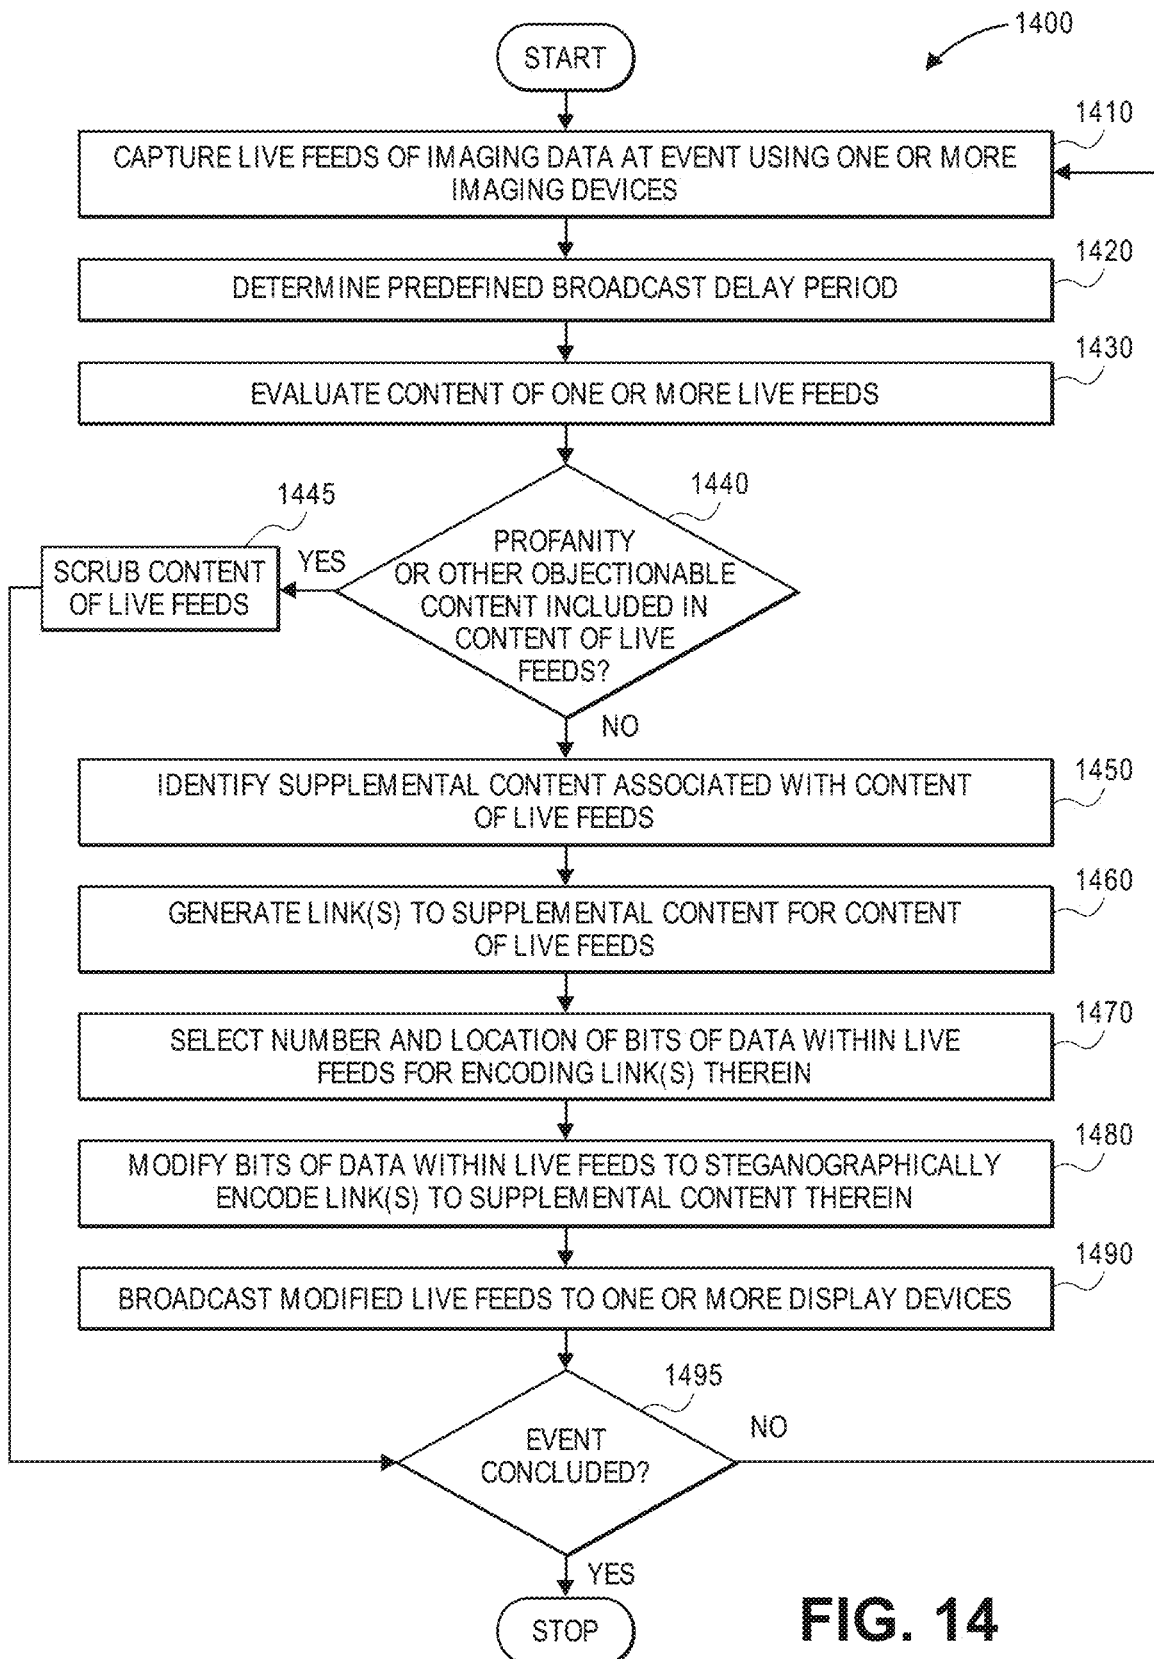 1400
START
1410
CAPTURE LIVE FEEDS OF IMAGING DATA AT EVENT USING ONE OR MORE
IMAGING DEVICES
1420
DETERMINE PREDEFINED BROADCAST DELAY PERIOD
1430
EVALUATE CONTENT OF ONE OR MORE LIVE FEEDS
1440
1445
PROFANITY
OR OTHER OBJECTIONABLE
CONTENT INCLUDED IN
CONTENT OF LIVE
FEEDS?
YES
SCRUB CONTENT
OF LIVE FEEDS
NO
1450
IDENTIFY SUPPLEMENTAL CONTENT ASSOCIATED WITH CONTENT
OF LIVE FEEDS
1460
GENERATE LINK(S) TO SUPPLEMENTAL CONTENT FOR CONTENT
OF LIVE FEEDS
1470
SELECT NUMBER AND LOCATION OF BITS OF DATA WITHIN LIVE
FEEDS FOR ENCODING LINK(S) THEREIN
1480
MODIFY BITS OF DATA WITHIN LIVE FEEDS TO STEGANOGRAPHICALLY
ENCODE LINK(S) TO SUPPLEMENTAL CONTENT THEREIN
1490
BROADCAST MODIFIED LIVE FEEDS TO ONE OR MORE DISPLAY DEVICES
1495
EVENT
CONCLUDED?
NO
YES
STOP
FIG. 14